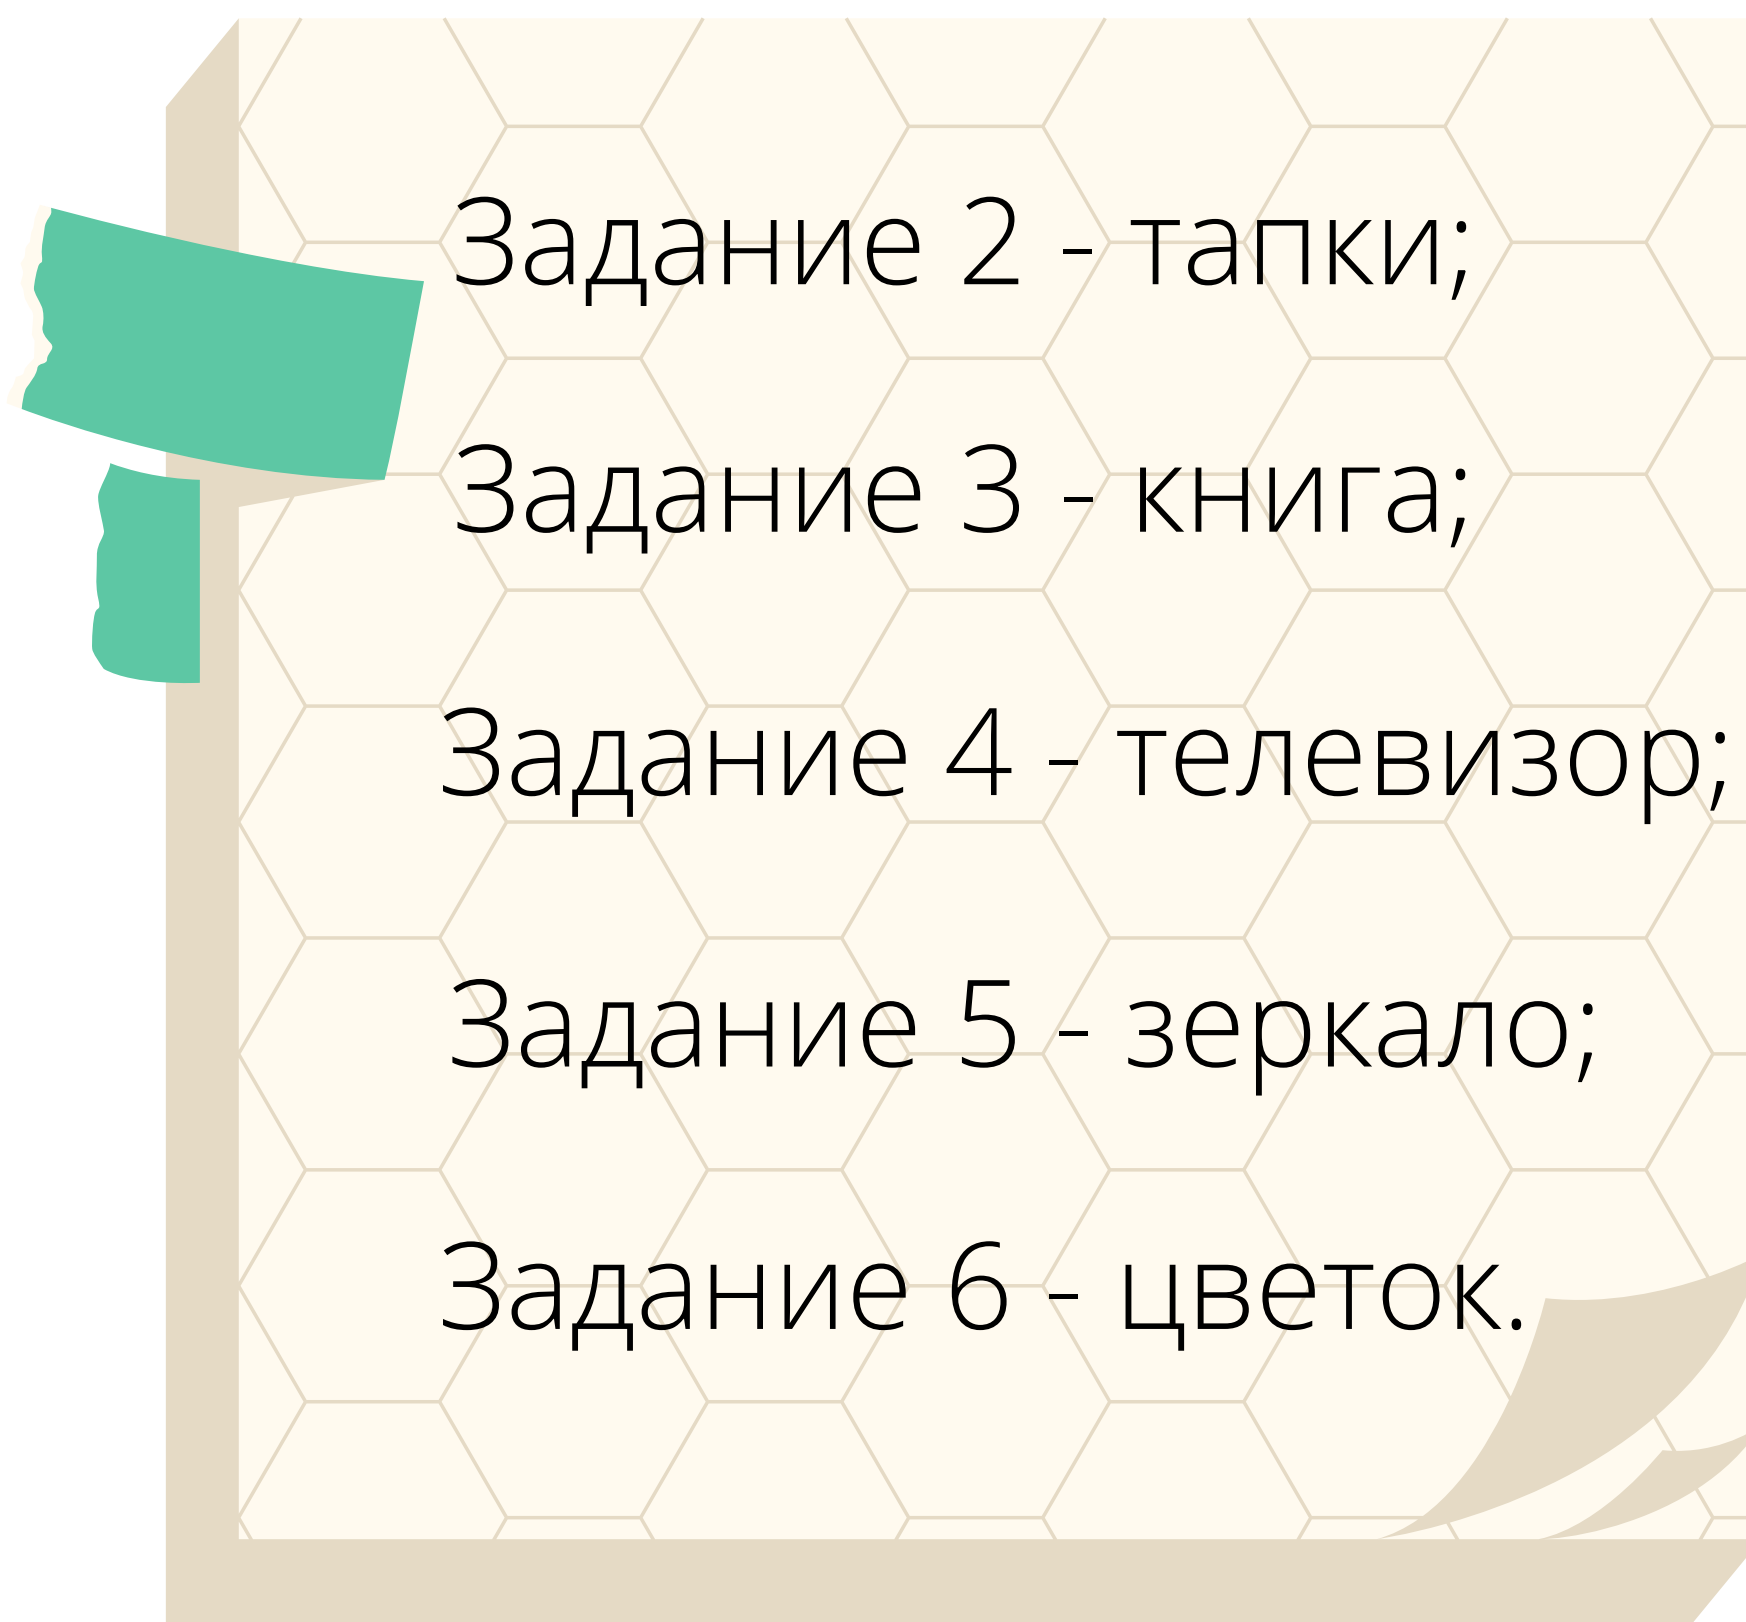 Задание 2 - тапки;
Задание 3 - книга;
Задание 4 - телевизор;
Задание 5 - зеркало;
Задание 6 - цветок.